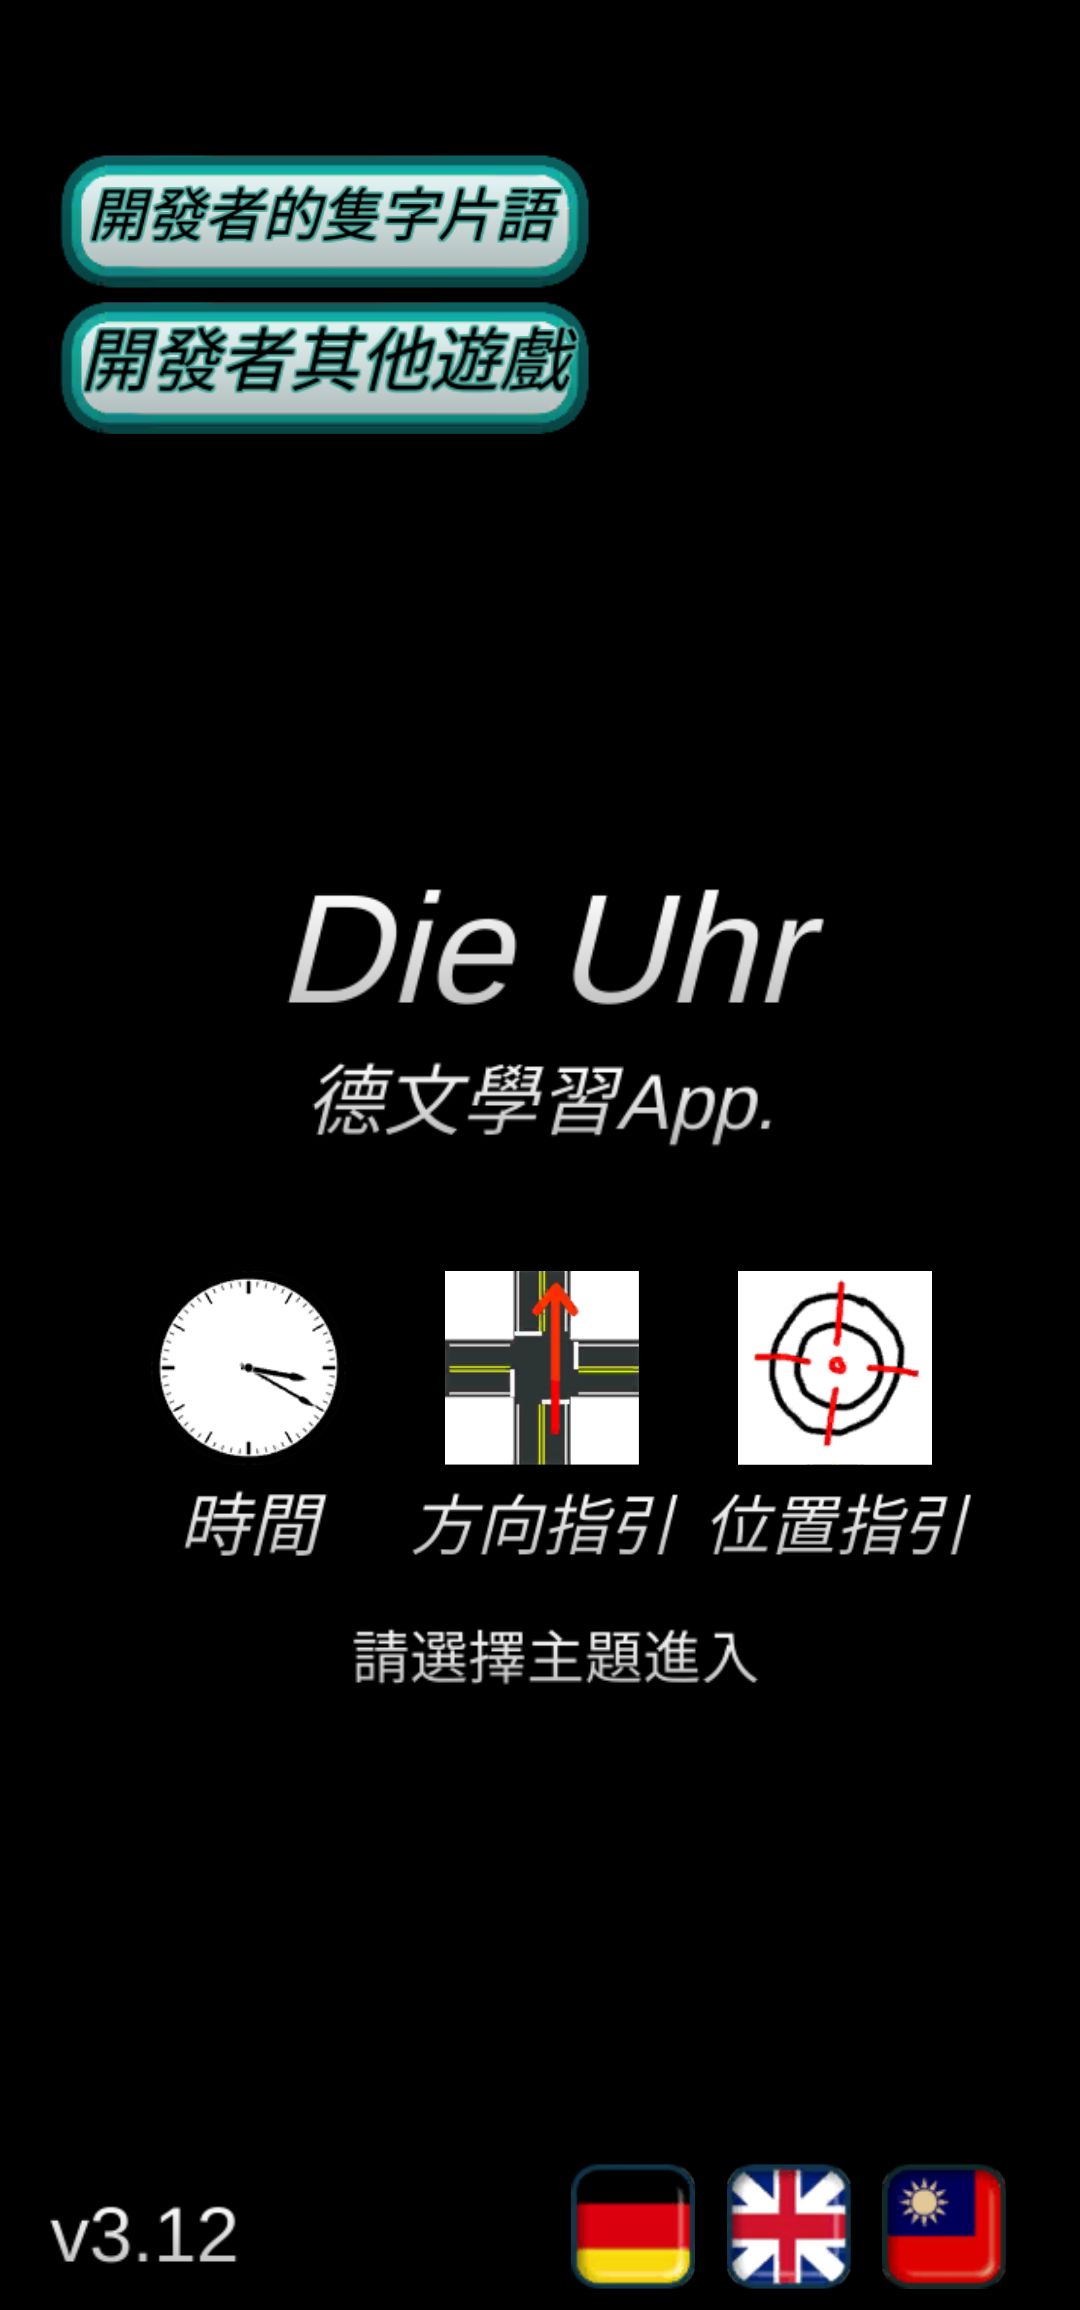 開發者的隻字片語
開發者其他遊戲
Die Uhr
德文學習App.
時間 方向指引 位置指引
請選擇主題進入
v3.12